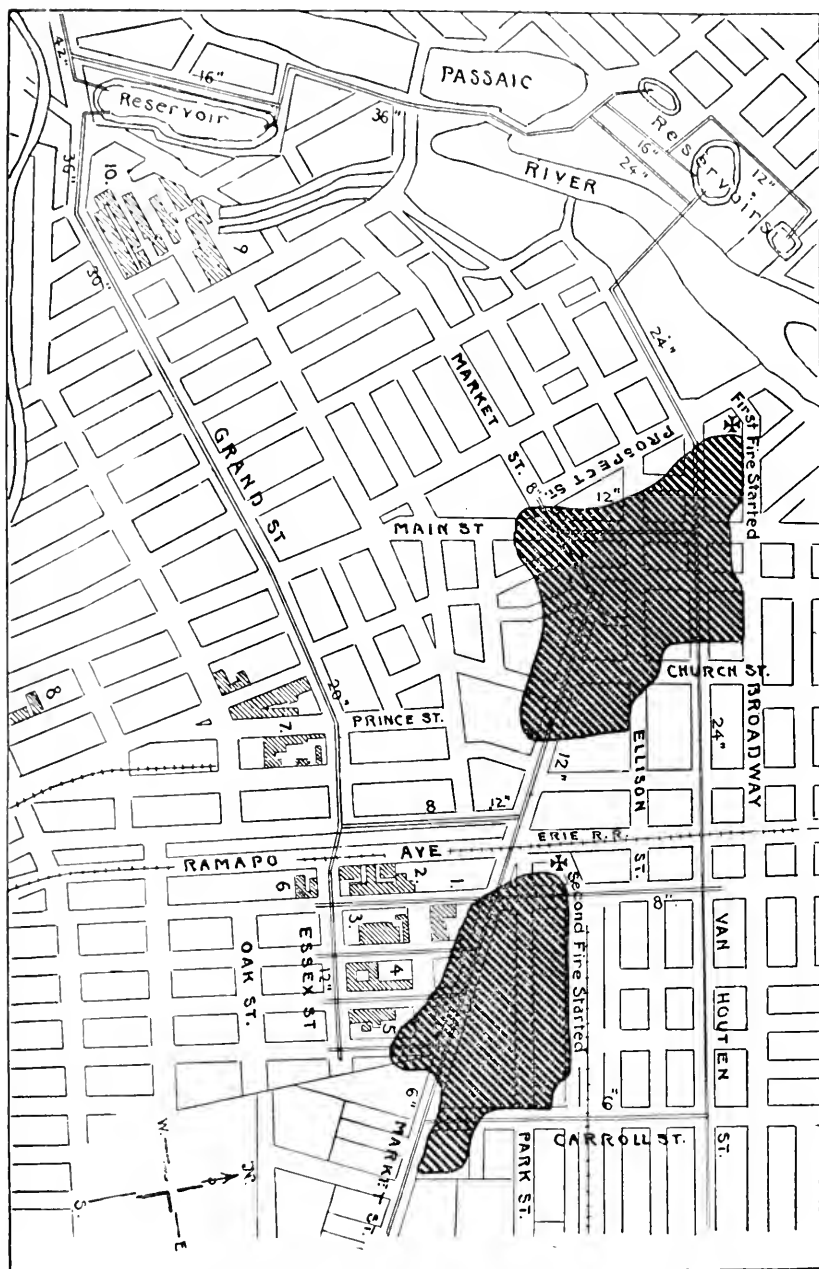 42"
16"
Reservoir
36"
10.
9
30"
PASSAIC
RIVER
36"
Reservoirs
16"
24"
12"
24"
MARKET ST.
8"
PROSPECT ST.
First Fire Started
12"
MAIN ST
GRAND ST
CHURCH ST.
BROADWAY
24"
8
7.
20"
PRINCE ST.
12"
ELLISON ST.
8
12"
ERIE R.R.
RAMAPO AVE
Second Fire Started
1.
2.
6
3.
8"
VAN HOUTEN ST.
ESSEX ST
OAK ST.
12"
4
5
6"
MARKET ST.
6"
CARROLL ST.
PARK ST.
W.
N.
S.
E